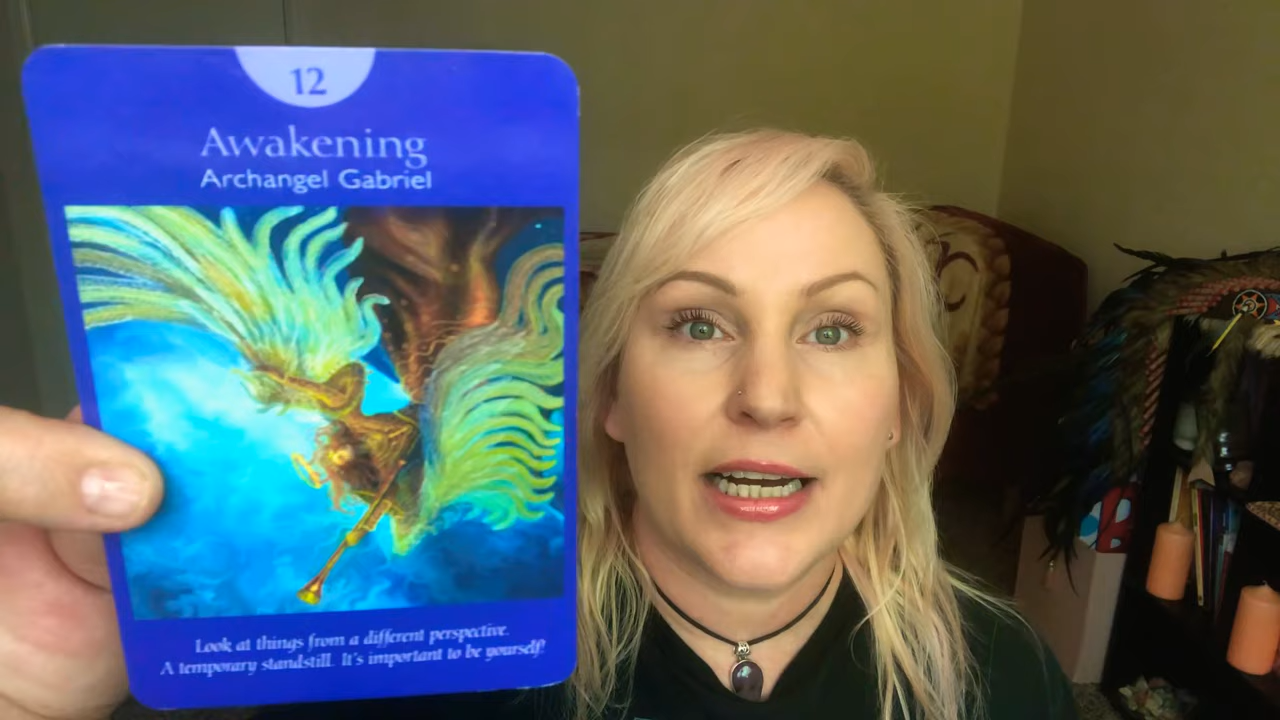 12
Awakening
Archangel Gabriel
Look at things from a different perspective.
A temporary standstill. It's important to be yourself!